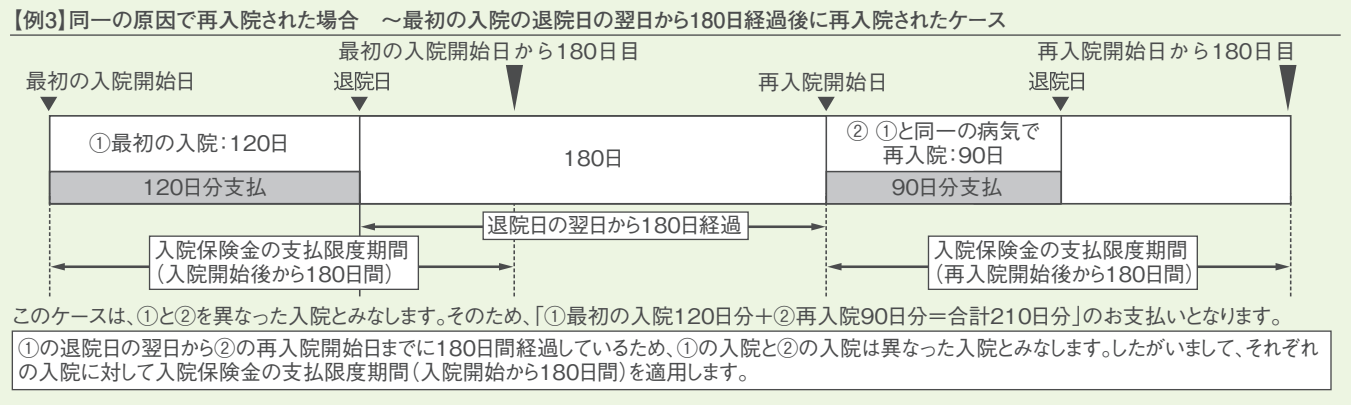 【例3】同一の原因で再入院された場合　～最初の入院の退院日の翌日から180日経過後に再入院されたケース
最初の入院開始日から180日目
再入院開始日から180日目
最初の入院開始日
退院日
再入院開始日
退院日
①最初の入院：120日
180日
② ①と同一の病気で
再入院：90日
120日分支払
90日分支払
退院日の翌日から180日経過
入院保険金の支払限度期間
（入院開始後から180日間）
入院保険金の支払限度期間
（再入院開始後から180日間）
このケースは、①と②を異なった入院とみなします。そのため、「①最初の入院120日分＋②再入院90日分＝合計210日分」のお支払いとなります。
①の退院日の翌日から②の再入院開始日までに180日間経過しているため、①の入院と②の入院は異なった入院とみなします。したがいまして、それぞれ
の入院に対して入院保険金の支払限度期間（入院開始から180日間）を適用します。